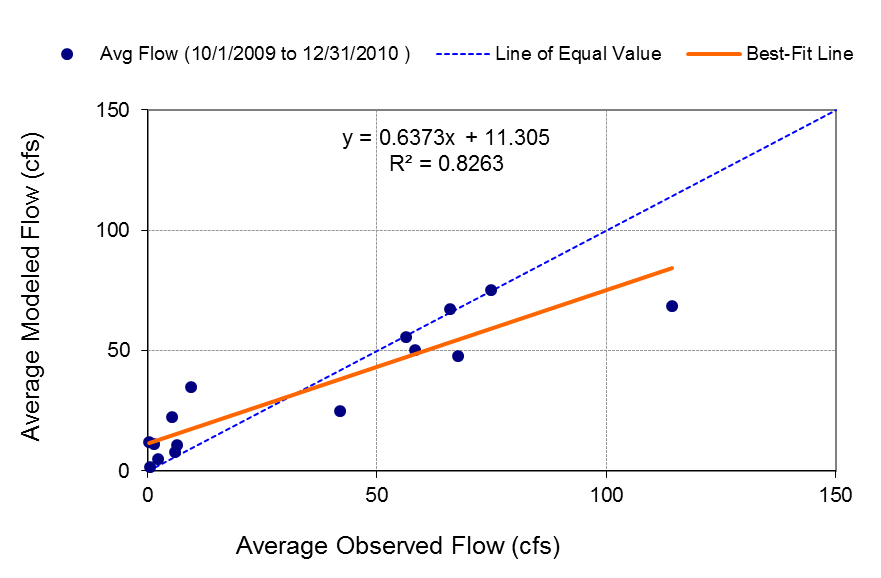 Avg Flow (10/1/2009 to 12/31/2010 ) Line of Equal Value Best-Fit Line
150
y = 0.6373x + 11.305
R² = 0.8263
100
50
0
0 50 100 150
Average Modeled Flow (cfs)
Average Observed Flow (cfs)